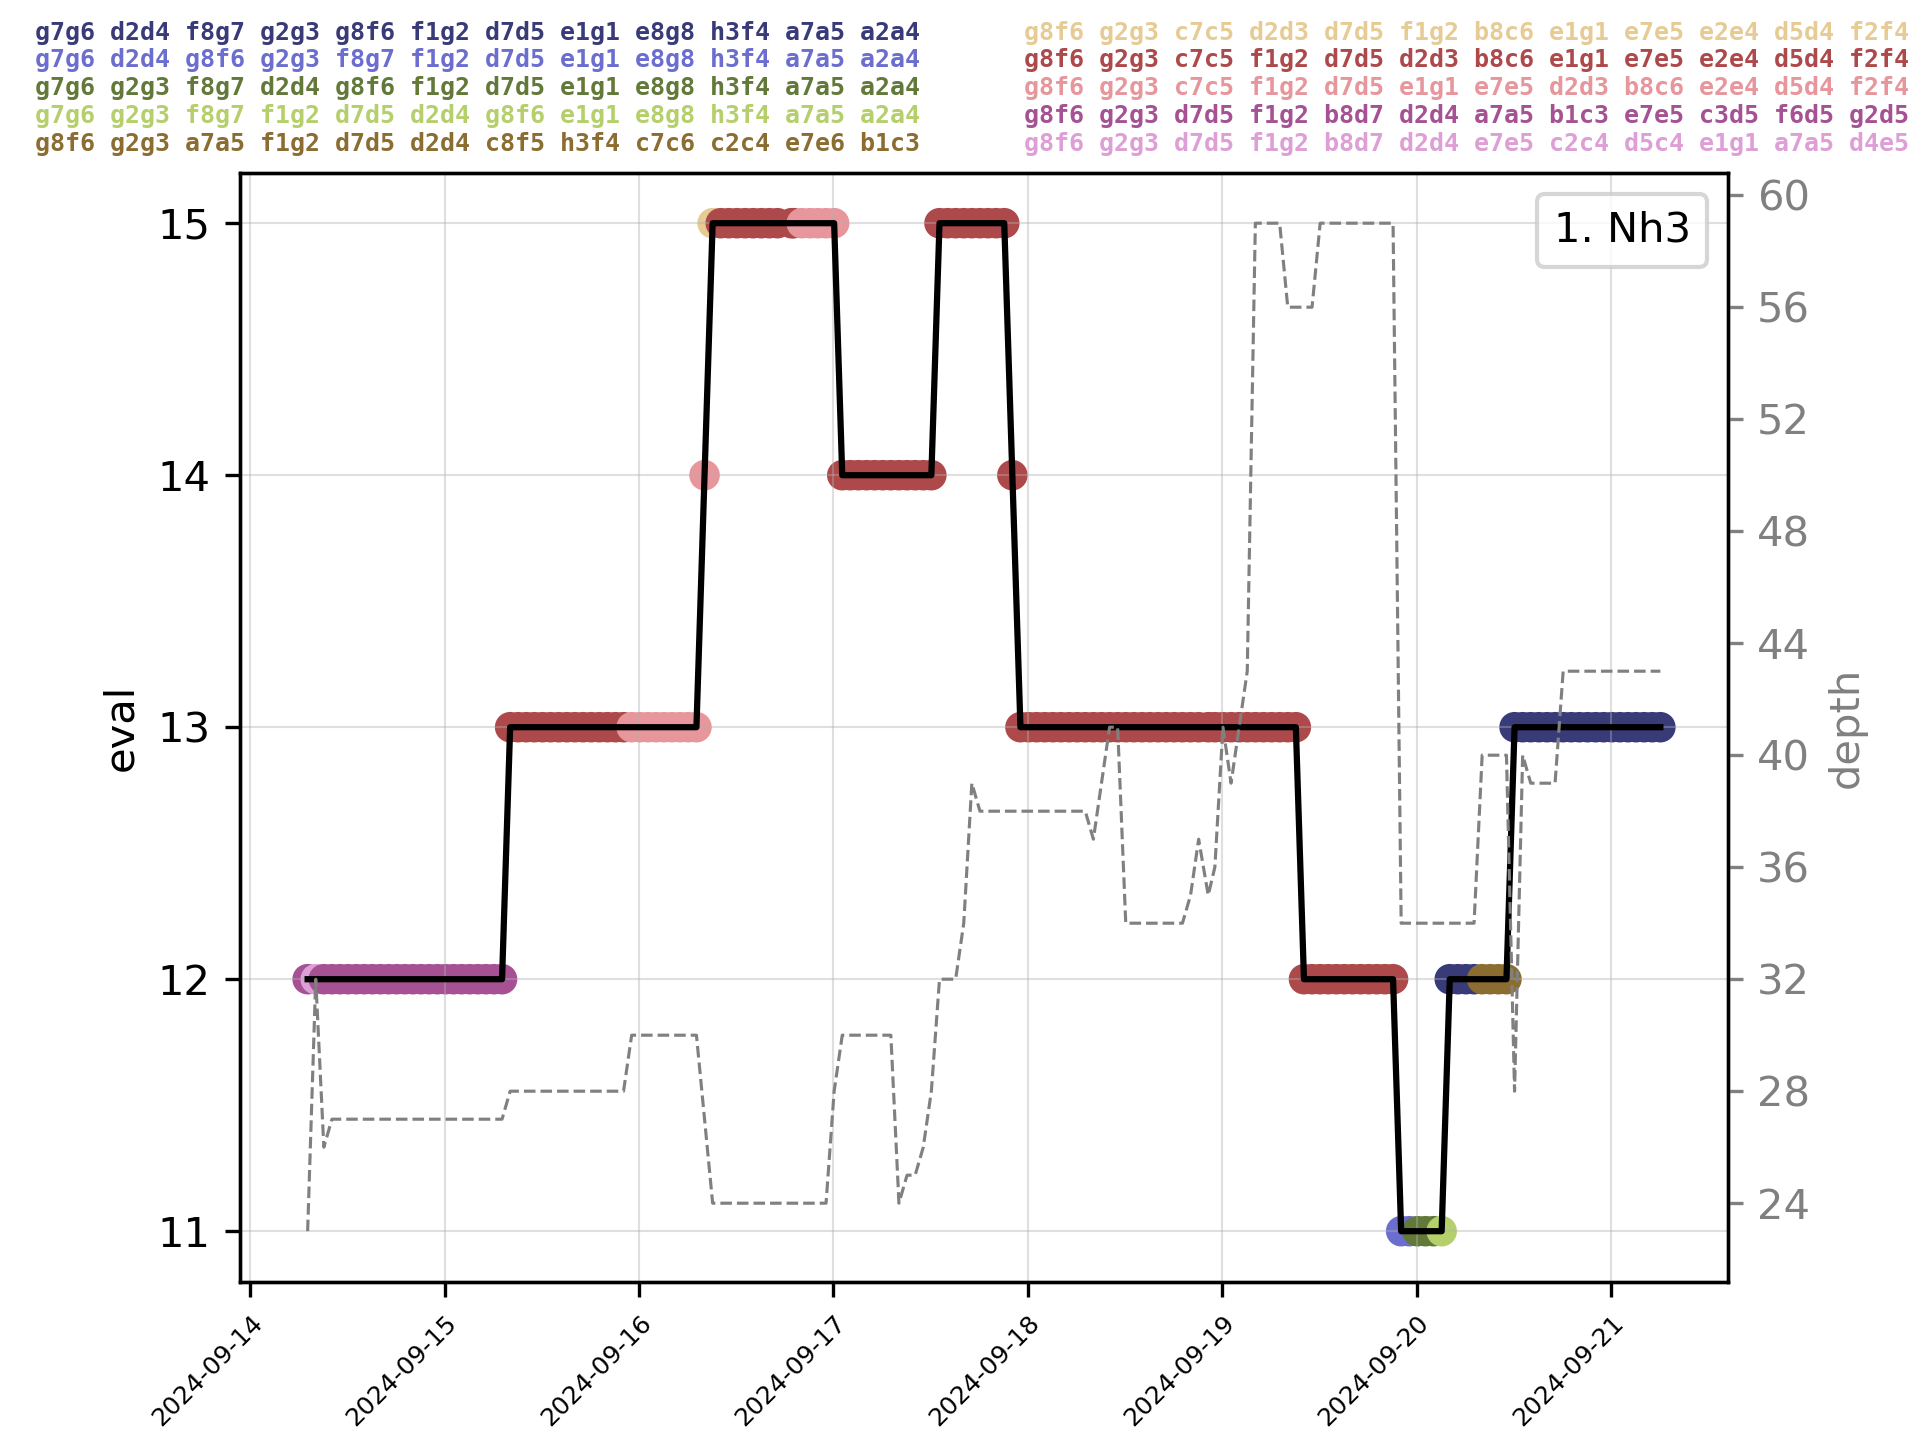 g7g6 d2d4 f8g7 g2g3 g8f6 f1g2 d7d5 e1g1 e8g8 h3f4 a7a5 a2a4
g7g6 d2d4 g8f6 g2g3 f8g7 f1g2 d7d5 e1g1 e8g8 h3f4 a7a5 a2a4
g7g6 g2g3 f8g7 d2d4 g8f6 f1g2 d7d5 e1g1 e8g8 h3f4 a7a5 a2a4
g7g6 g2g3 f8g7 f1g2 d7d5 d2d4 g8f6 e1g1 e8g8 h3f4 a7a5 a2a4
g8f6 g2g3 a7a5 f1g2 d7d5 d2d4 c8f5 h3f4 c7c6 c2c4 e7e6 b1c3
g8f6 g2g3 c7c5 d2d3 d7d5 f1g2 b8c6 e1g1 e7e5 e2e4 d5d4 f2f4
g8f6 g2g3 c7c5 f1g2 d7d5 d2d3 b8c6 e1g1 e7e5 e2e4 d5d4 f2f4
g8f6 g2g3 c7c5 f1g2 d7d5 e1g1 e7e5 d2d3 b8c6 e2e4 d5d4 f2f4
g8f6 g2g3 d7d5 f1g2 b8d7 d2d4 a7a5 b1c3 e7e5 c3d5 f6d5 g2d5
g8f6 g2g3 d7d5 f1g2 b8d7 d2d4 e7e5 c2c4 d5c4 e1g1 a7a5 d4e5
1. Nh3
eval
15
14
13
12
11
depth
60
56
52
48
44
40
36
32
28
24
2024-09-14
2024-09-15
2024-09-16
2024-09-17
2024-09-18
2024-09-19
2024-09-20
2024-09-21